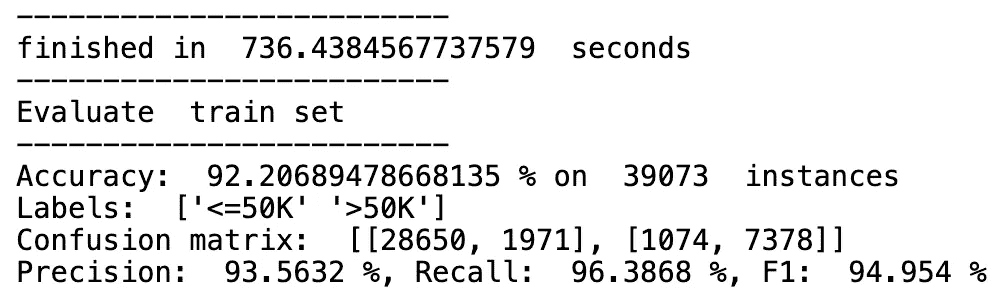 -------------------------
finished in  736.4384567737579  seconds
-------------------------
Evaluate  train set
-------------------------
Accuracy:  92.20689478668135 % on  39073  instances
Labels:  ['<=50K' '>50K']
Confusion matrix:  [[28650, 1971], [1074, 7378]]
Precision:  93.5632 %, Recall:  96.3868 %, F1:  94.954 %